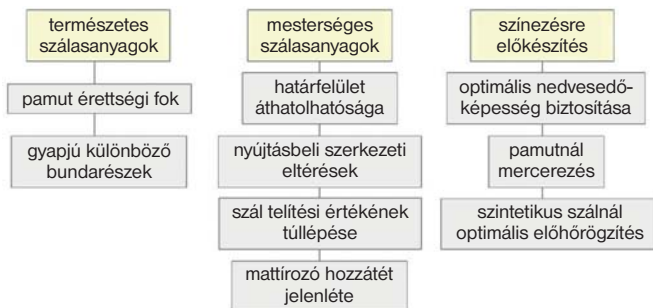 természetes
szálasanyagok
pamut érettségi fok
gyapjú különböző
bundarészek
mesterséges
szálasanyagok
határfelület
áthatolhatósága
nyújtásbeli szerkezeti
eltérések
szál telítési értékének
túllépése
mattírozó hozzátét
jelenléte
színezésre
előkészítés
optimális nedvesedő-
képesség biztosítása
pamutnál
mercerezés
szintetikus szálnál
optimális előhőrögzítés